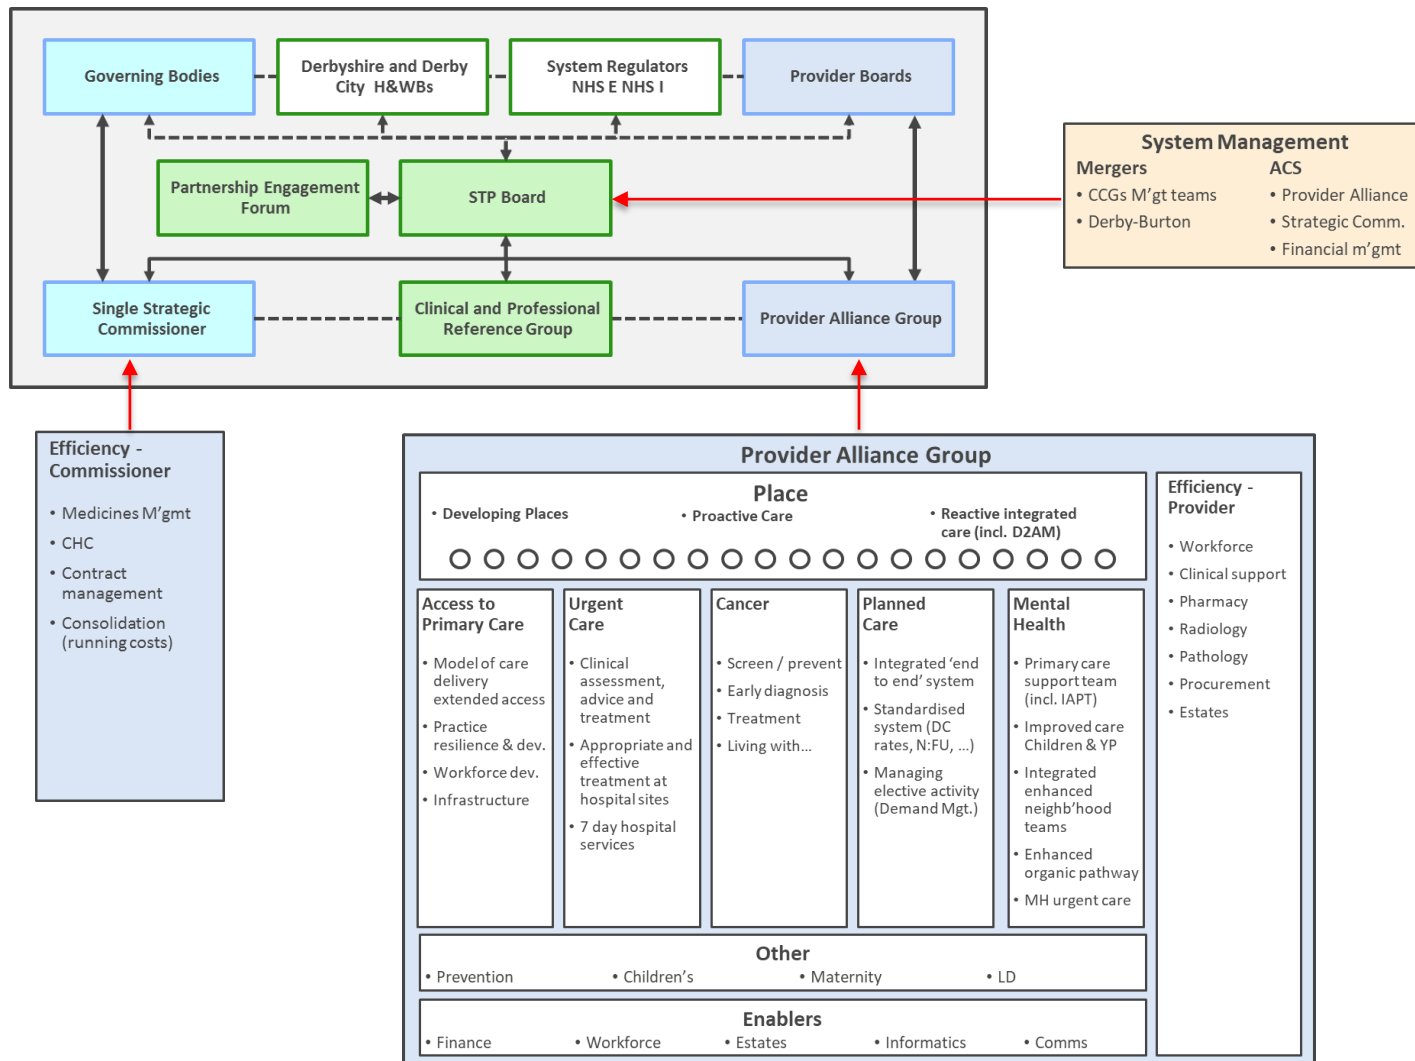 Governing Bodies
Derbyshire and Derby
City H&WBs
System Regulators
NHS E NHS I
Provider Boards
Partnership Engagement
Forum
STP Board
Single Strategic
Commissioner
Clinical and Professional
Reference Group
Provider Alliance Group
System Management
Mergers
• CCGs M'gt teams
• Derby-Burton
ACS
• Provider Alliance
• Strategic Comm.
• Financial m'gmt
Efficiency -
Commissioner
• Medicines M'gmt
• CHC
• Contract
management
• Consolidation
(running costs)
Provider Alliance Group
Place
• Developing Places
• Proactive Care
• Reactive integrated
care (incl. D2AM)
Access to
Primary Care
• Model of care
delivery
extended access
• Practice
resilience & dev.
• Workforce dev.
• Infrastructure
Urgent
Care
• Clinical
assessment,
advice and
treatment
• Appropriate and
effective
treatment at
hospital sites
• 7 day hospital
services
Cancer
• Screen / prevent
• Early diagnosis
• Treatment
• Living with…
Planned
Care
• Integrated 'end
to end' system
• Standardised
system (DC
rates, N:FU, …)
• Managing
elective activity
(Demand Mgt.)
Mental
Health
• Primary care
support team
(incl. IAPT)
• Improved care
Children & YP
• Integrated
enhanced
neighb'hood
teams
• Enhanced
organic pathway
• MH urgent care
Efficiency -
Provider
• Workforce
• Clinical support
• Pharmacy
• Radiology
• Pathology
• Procurement
• Estates
Other
• Prevention
• Children's
• Maternity
• LD
Enablers
• Finance
• Workforce
• Estates
• Informatics
• Comms